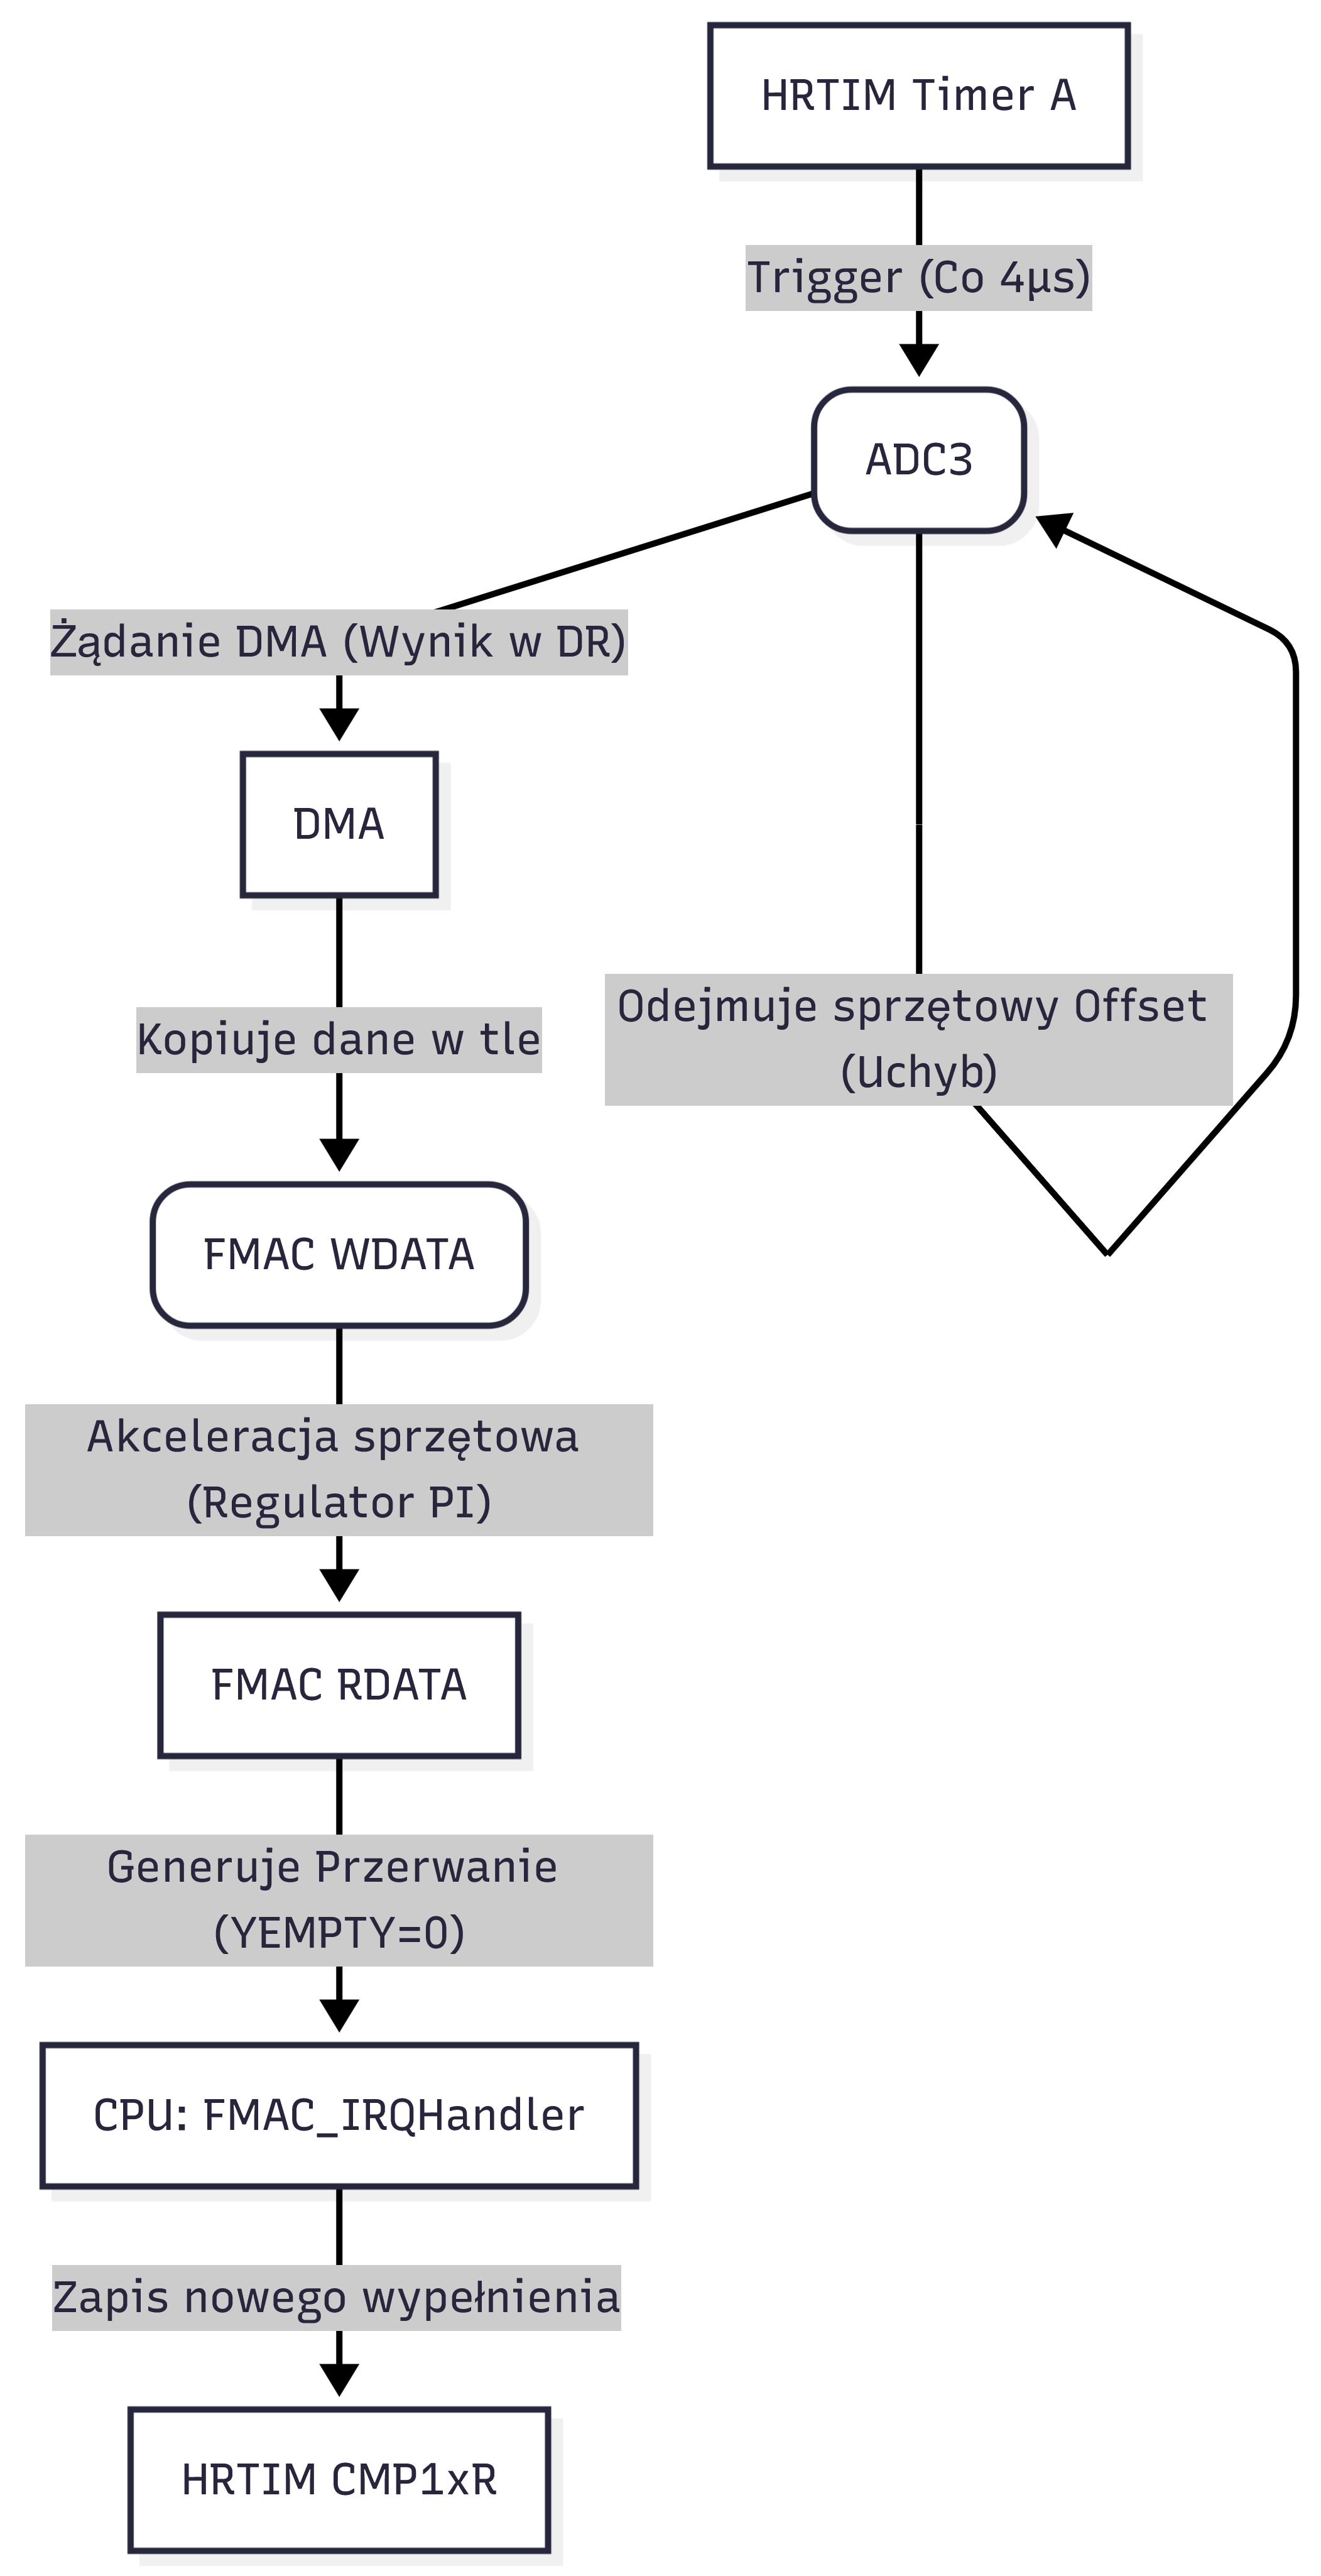 HRTIM Timer A
Trigger (Co 4µs)
ADC3
Żądanie DMA (Wynik w DR)
DMA
Odejmuje sprzętowy Offset
(Uchyb)
Kopiuje dane w tle
FMAC WDATA
Akceleracja sprzętowa
(Regulator PI)
FMAC RDATA
Generuje Przerwanie
(YEMPTY=0)
CPU: FMAC_IRQHandler
Zapis nowego wypełnienia
HRTIM CMP1xR